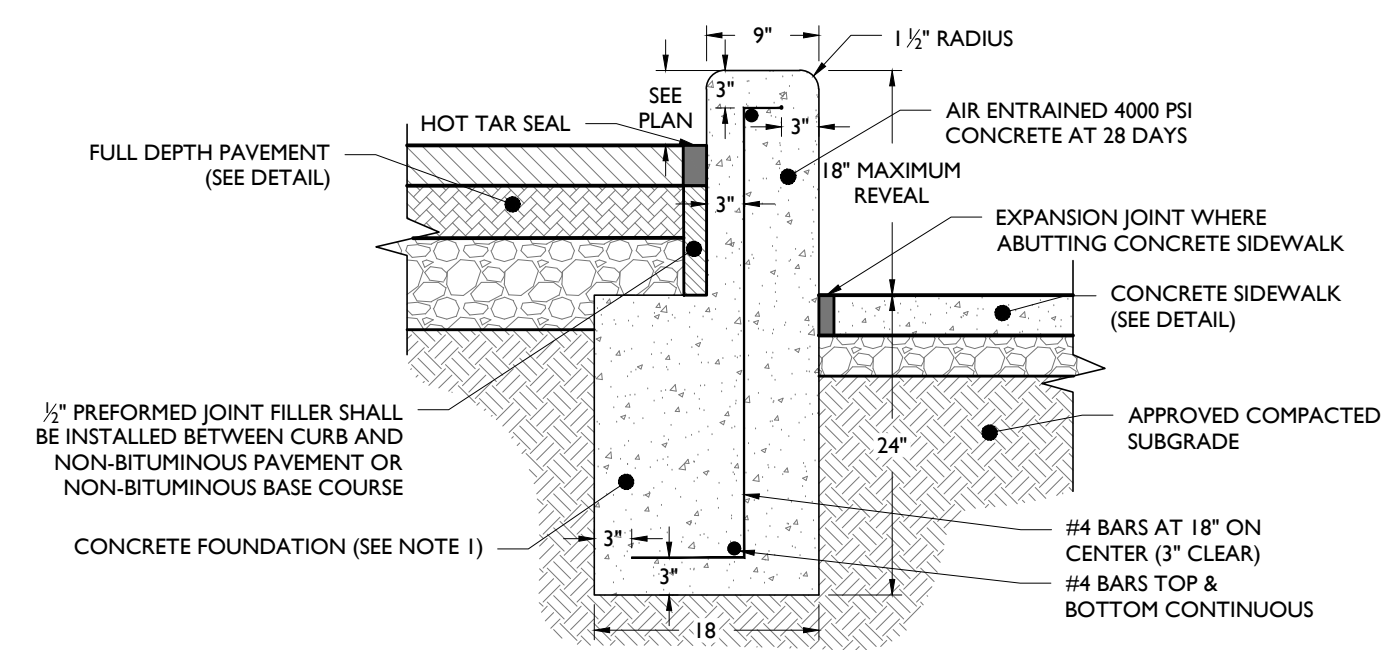 9"
1 ½" RADIUS
3"
SEE
PLAN
HOT TAR SEAL
AIR ENTRAINED 4000 PSI
CONCRETE AT 28 DAYS
3"
FULL DEPTH PAVEMENT
(SEE DETAIL)
18" MAXIMUM
REVEAL
3"
EXPANSION JOINT WHERE
ABUTTING CONCRETE SIDEWALK
CONCRETE SIDEWALK
(SEE DETAIL)
½" PREFORMED JOINT FILLER SHALL
BE INSTALLED BETWEEN CURB AND
NON-BITUMINOUS PAVEMENT OR
NON-BITUMINOUS BASE COURSE
APPROVED COMPACTED
SUBGRADE
24"
CONCRETE FOUNDATION (SEE NOTE 1)
3"
3"
#4 BARS AT 18" ON
CENTER (3" CLEAR)
#4 BARS TOP &
BOTTOM CONTINUOUS
18